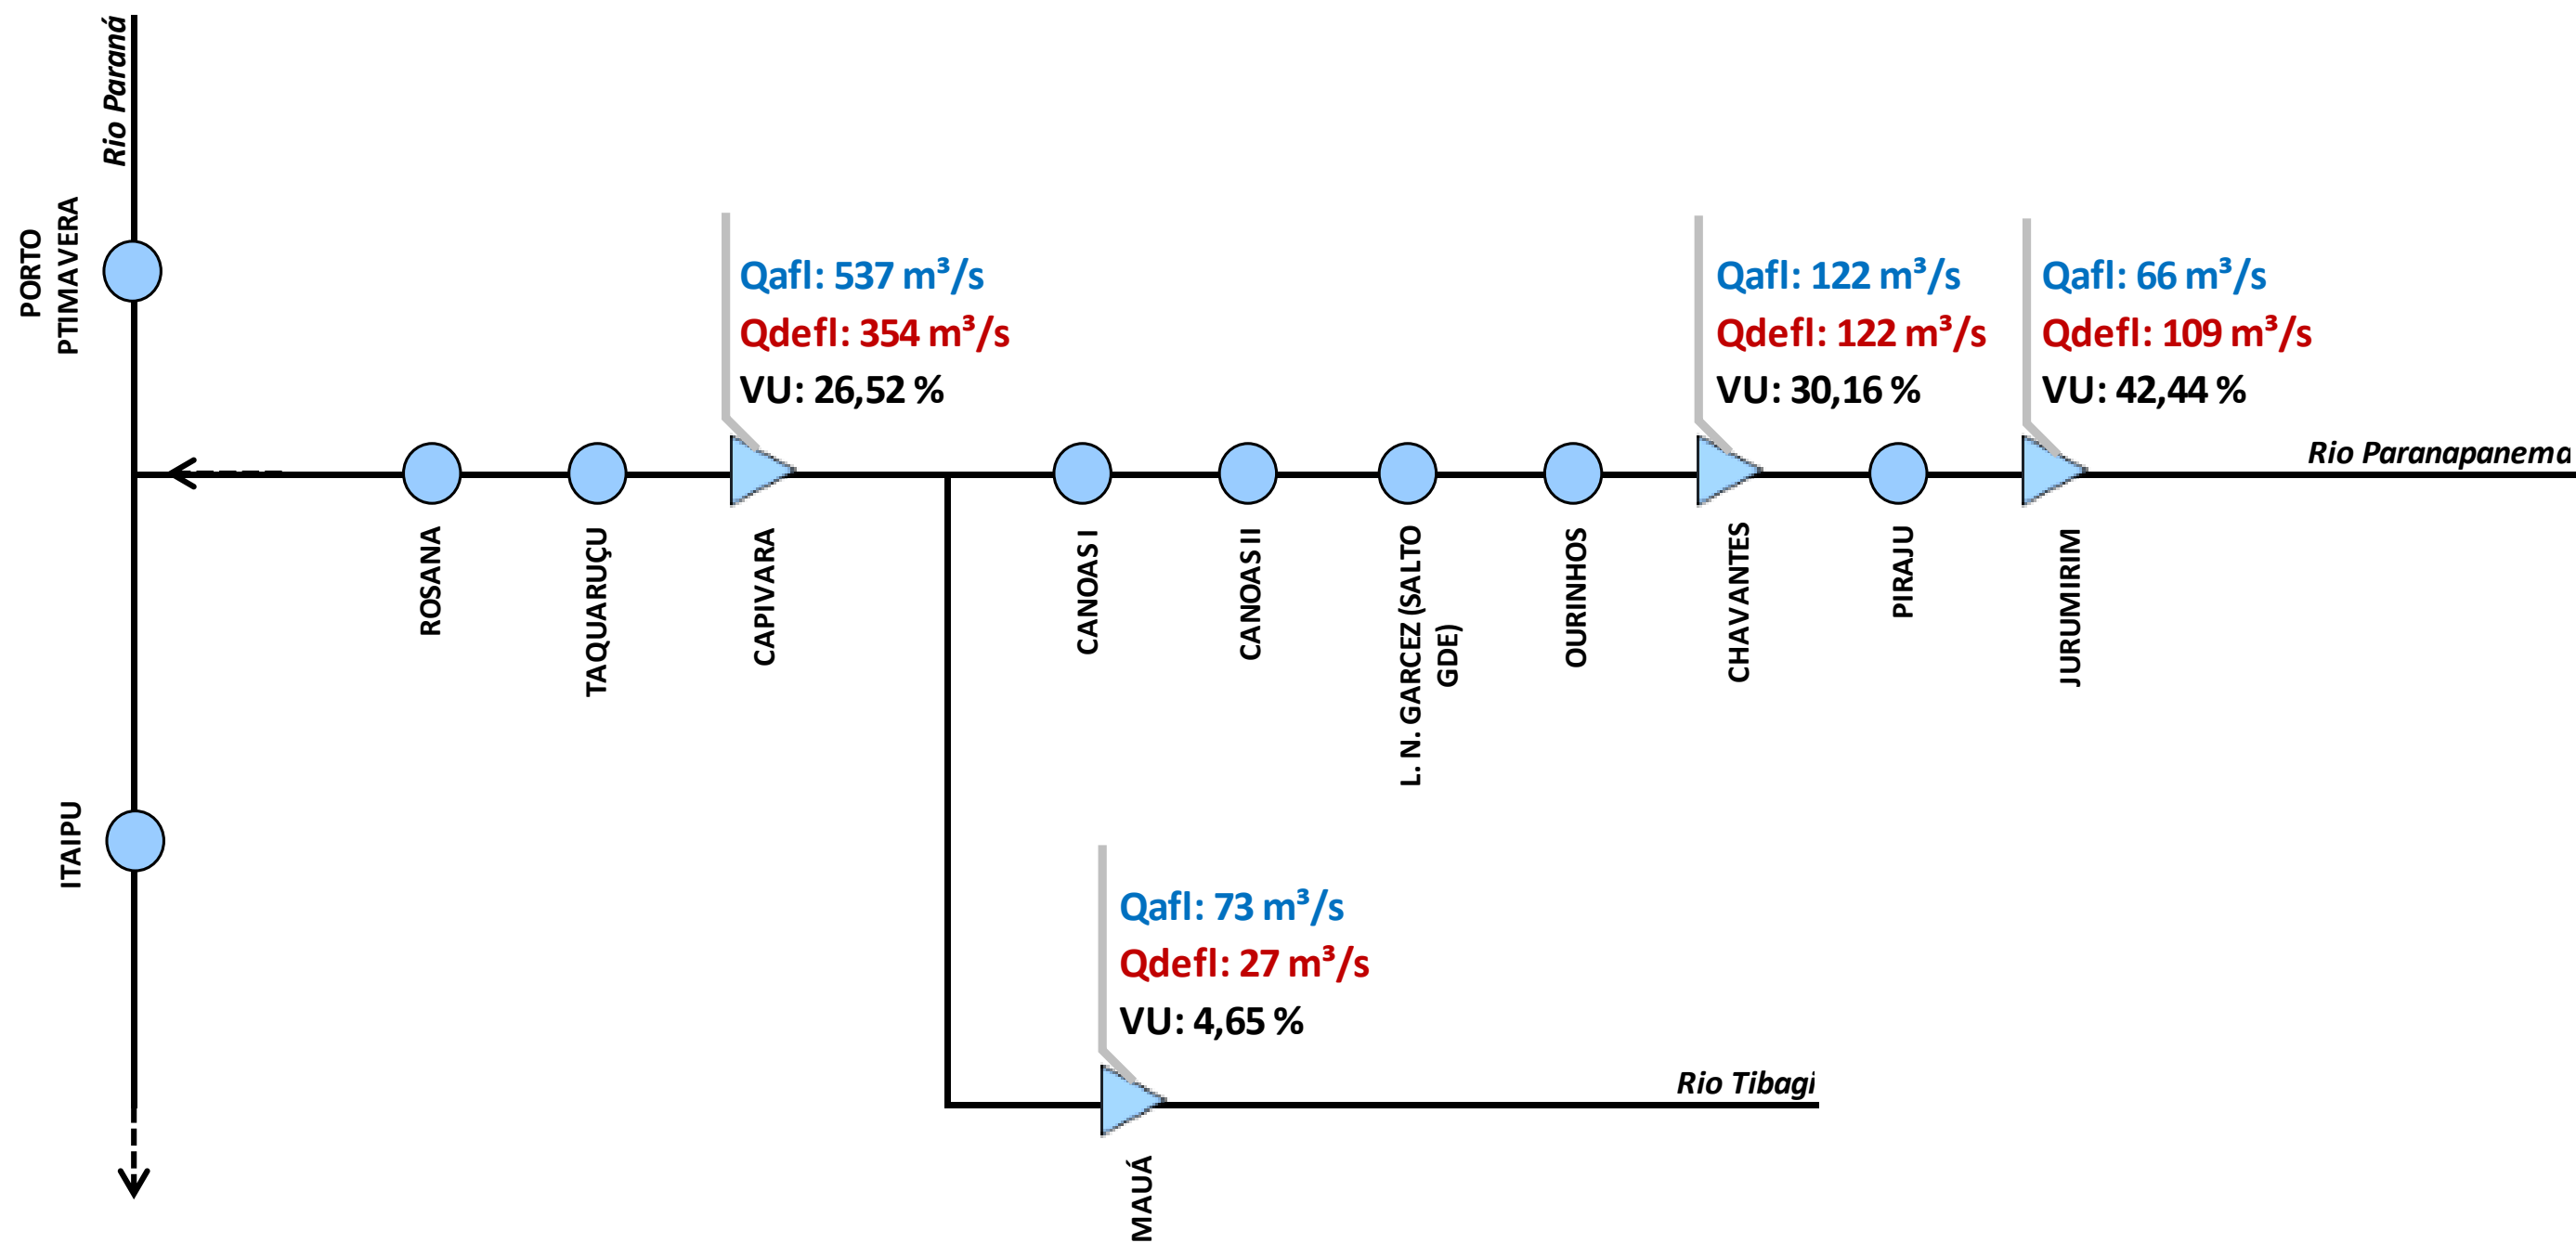 Rio Paraná
PORTO
PTIMAVERA
Qafl: 537 m³/s
Qdefl: 354 m³/s
VU: 26,52 %
Qafl: 122 m³/s
Qdefl: 122 m³/s
VU: 30,16 %
Qafl: 66 m³/s
Qdefl: 109 m³/s
VU: 42,44 %
Rio Paranapanema
ROSANA
TAQUARUÇU
CAPIVARA
CANOAS I
CANOAS II
L. N. GARCEZ (SALTO
GDE)
OURINHOS
CHAVANTES
PIRAJU
JURUMIRIM
ITAIPU
Qafl: 73 m³/s
Qdefl: 27 m³/s
VU: 4,65 %
Rio Tibagi
MAUÁ